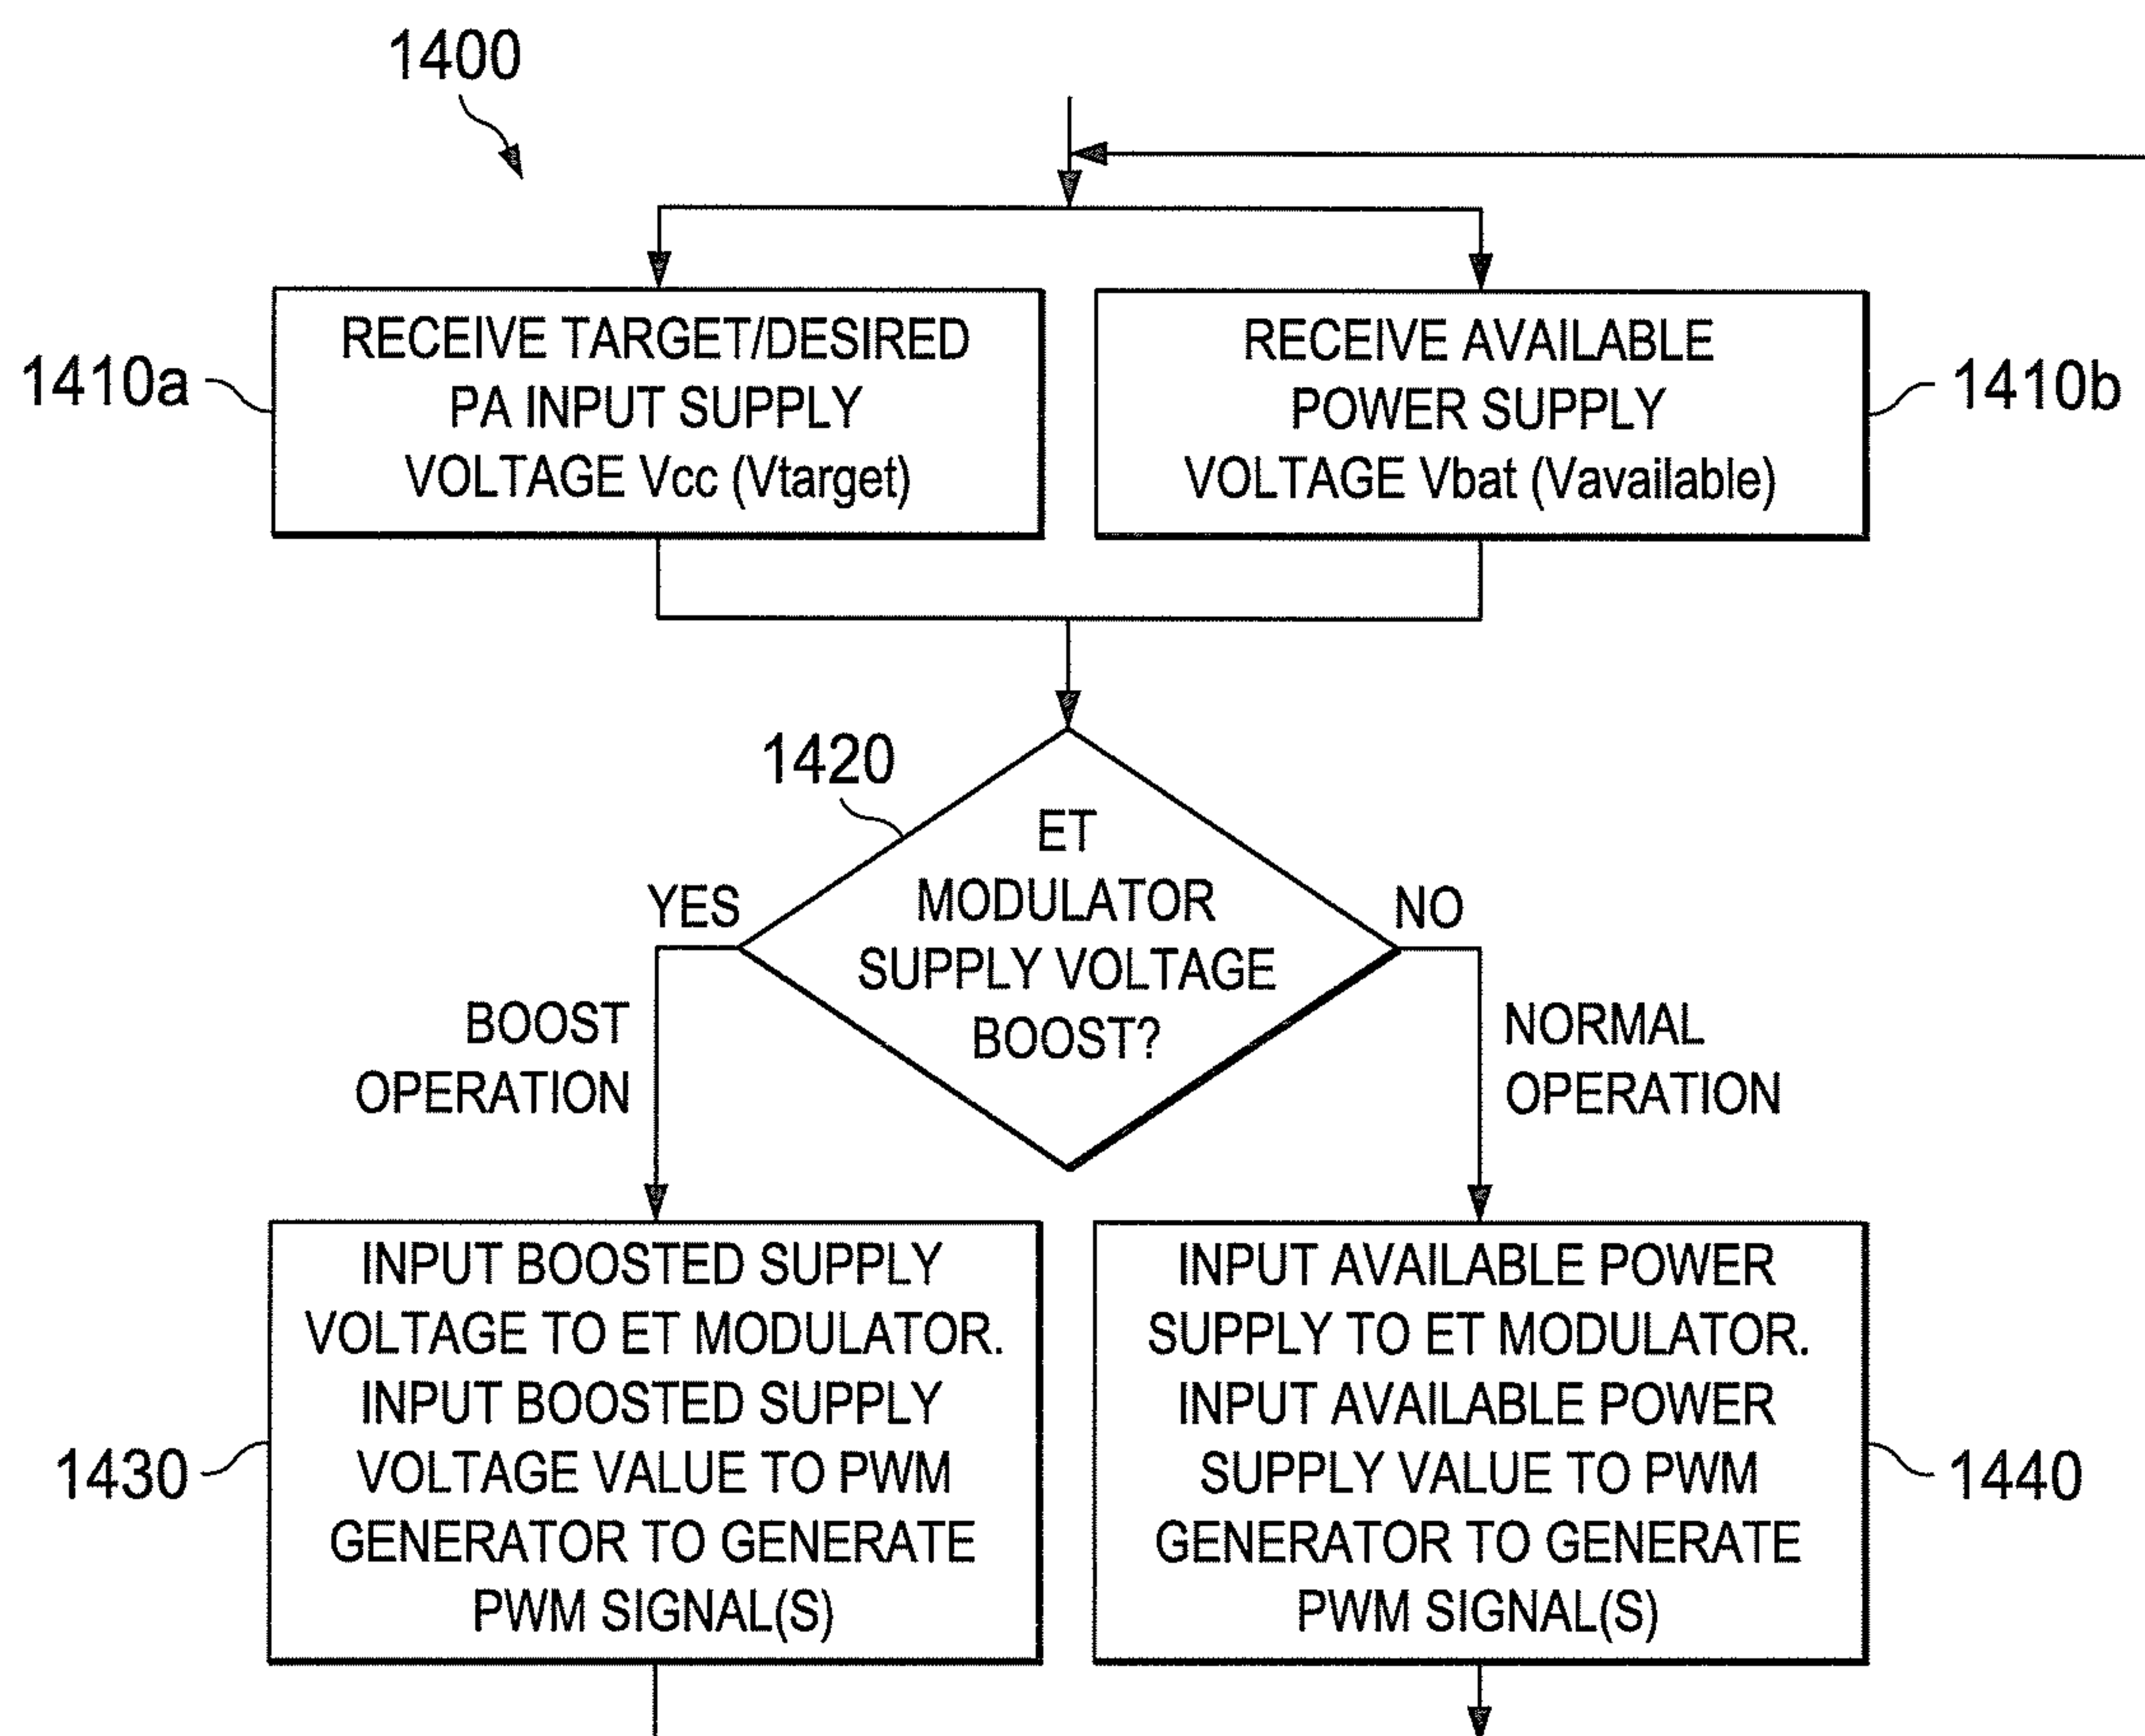 1400
RECEIVE TARGET/DESIRED
PA INPUT SUPPLY
VOLTAGE Vcc (Vtarget)
1410a
RECEIVE AVAILABLE
POWER SUPPLY
VOLTAGE Vbat (Vavailable)
1410b
1420
ET
MODULATOR
SUPPLY VOLTAGE
BOOST?
YES
NO
BOOST
OPERATION
NORMAL
OPERATION
INPUT BOOSTED SUPPLY
VOLTAGE TO ET MODULATOR.
INPUT BOOSTED SUPPLY
VOLTAGE VALUE TO PWM
GENERATOR TO GENERATE
PWM SIGNAL(S)
1430
INPUT AVAILABLE POWER
SUPPLY TO ET MODULATOR.
INPUT AVAILABLE POWER
SUPPLY VALUE TO PWM
GENERATOR TO GENERATE
PWM SIGNAL(S)
1440